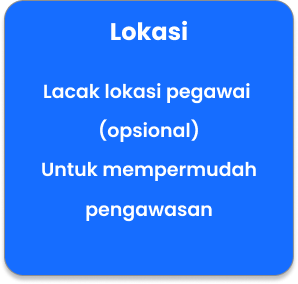 Lokasi
Lacak lokasi pegawai
(opsional)
Untuk mempermudah
pengawasan